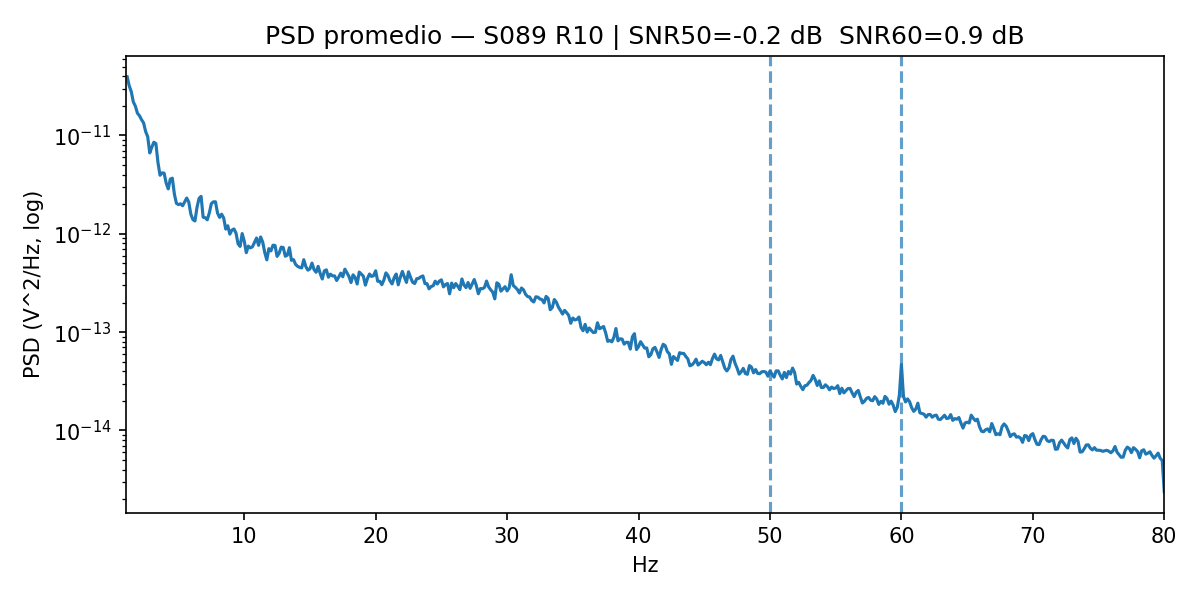 PSD promedio — S089 R10 | SNR50=-0.2 dB  SNR60=0.9 dB
PSD (V^2/Hz, log)
10⁻¹¹
10⁻¹²
10⁻¹³
10⁻¹⁴
10 20 30 40 50 60 70 80
Hz